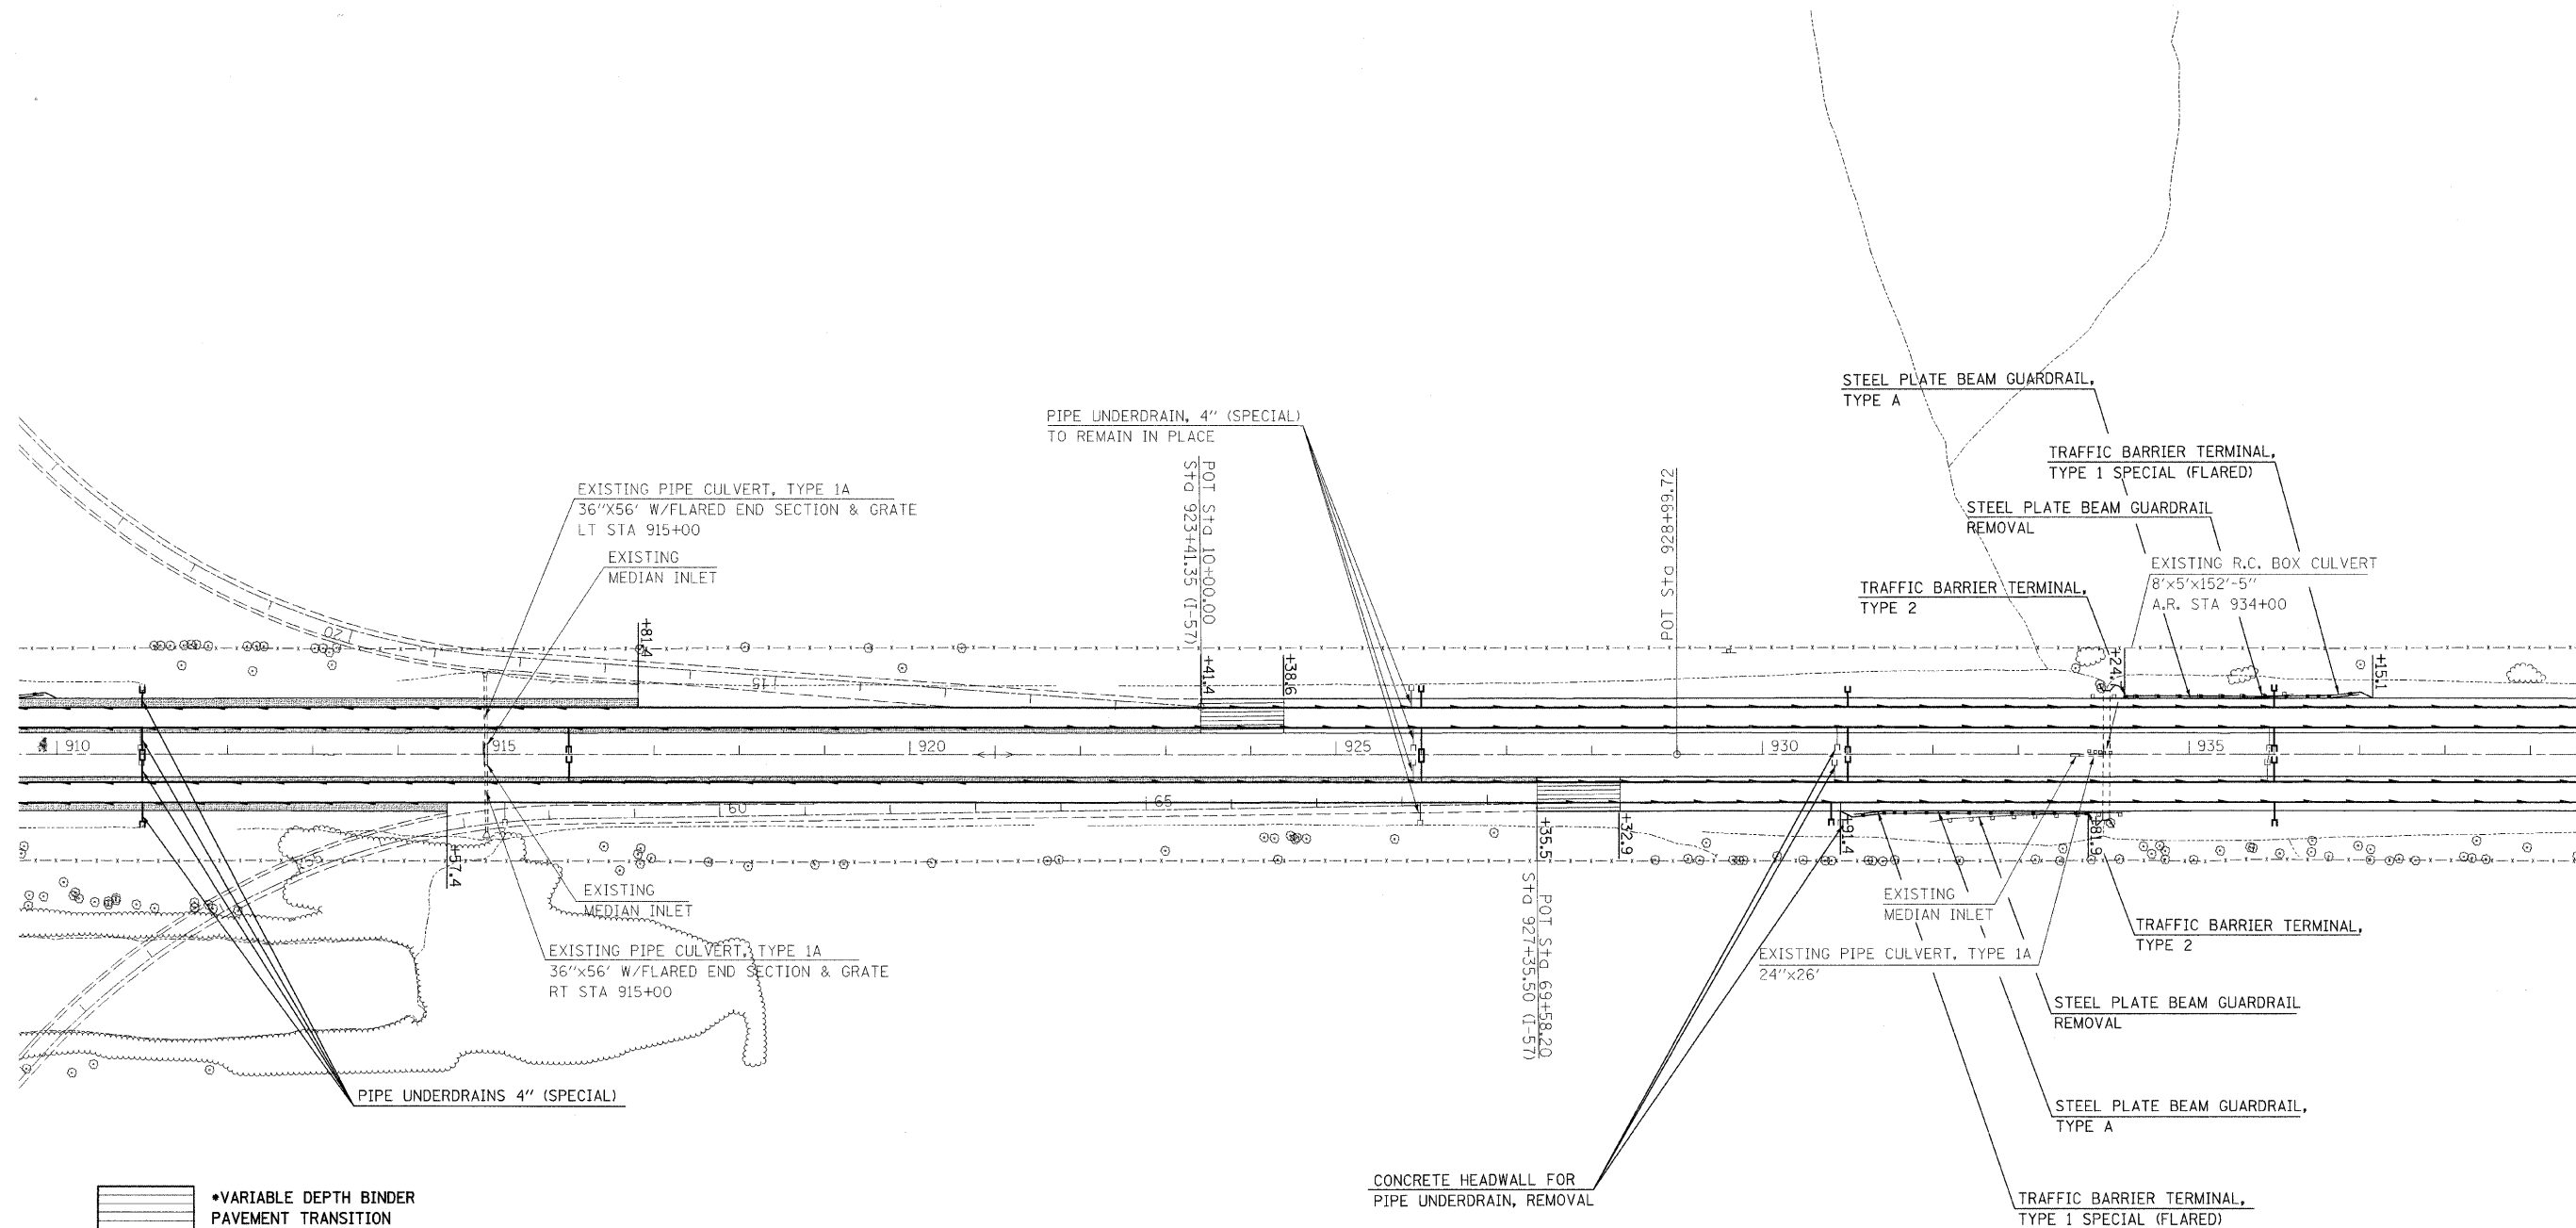 STEEL PLATE BEAM GUARDRAIL,
TYPE A
PIPE UNDERDRAIN, 4" (SPECIAL)
TO REMAIN IN PLACE
TRAFFIC BARRIER TERMINAL,
TYPE 1 SPECIAL (FLARED)
EXISTING PIPE CULVERT, TYPE 1A
36"X56' W/FLARED END SECTION & GRATE
LT STA 915+00
POT Sta 10+00.00
Sta 923+41.35 (I-57)
POT Sta 928+99.72
STEEL PLATE BEAM GUARDRAIL
REMOVAL
EXISTING
MEDIAN INLET
EXISTING R.C. BOX CULVERT
8'x5'x152'-5"
A.R. STA 934+00
TRAFFIC BARRIER TERMINAL,
TYPE 2
120
+81.4
15
+41.4
+38.6
+24.7
+15.1
910
915
920
925
930
935
60
65
+57.4
+35.5
+32.9
+91.4
+81.9
EXISTING
MEDIAN INLET
EXISTING PIPE CULVERT, TYPE 1A
36"x56' W/FLARED END SECTION & GRATE
RT STA 915+00
POT Sta 69+58.20
Sta 927+35.50 (I-57)
EXISTING
MEDIAN INLET
EXISTING PIPE CULVERT, TYPE 1A
24"x26'
TRAFFIC BARRIER TERMINAL,
TYPE 2
STEEL PLATE BEAM GUARDRAIL
REMOVAL
PIPE UNDERDRAINS 4" (SPECIAL)
STEEL PLATE BEAM GUARDRAIL,
TYPE A
CONCRETE HEADWALL FOR
PIPE UNDERDRAIN, REMOVAL
TRAFFIC BARRIER TERMINAL,
TYPE 1 SPECIAL (FLARED)
*VARIABLE DEPTH BINDER
PAVEMENT TRANSITION